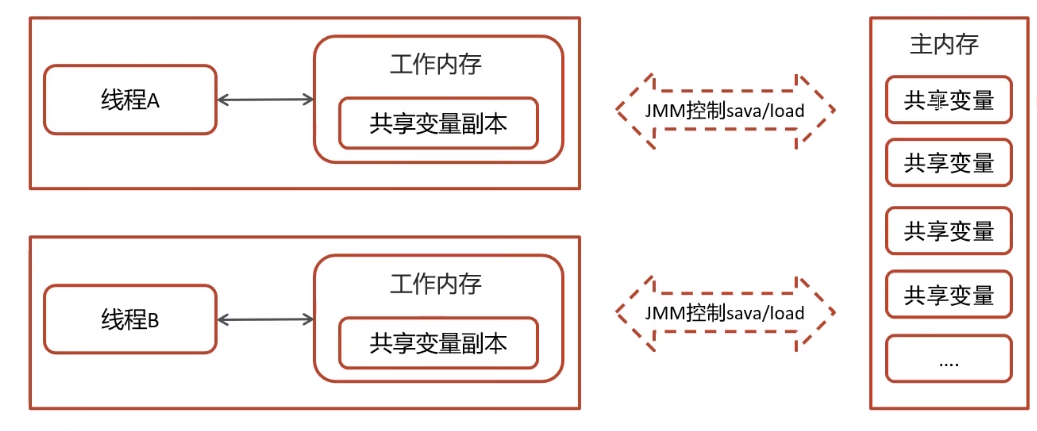 线程A
工作内存
共享变量副本
JMM控制sava/load
主内存
共享变量
共享变量
共享变量
共享变量
....
线程B
工作内存
共享变量副本
JMM控制sava/load